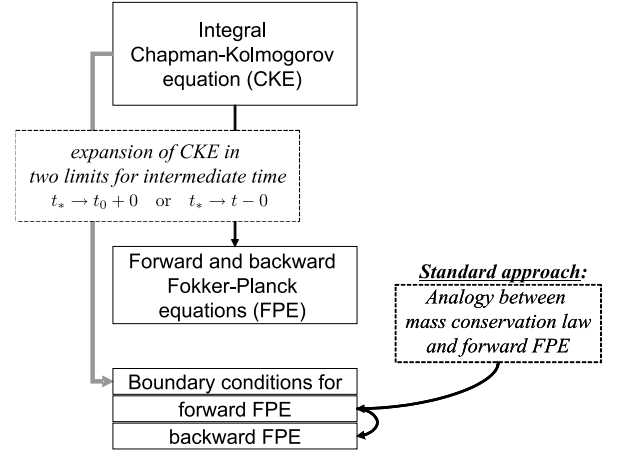 Integral
Chapman-Kolmogorov
equation (CKE)
expansion of CKE in
two limits for intermediate time
t∗ → t₀ + 0 or t∗ → t − 0
Forward and backward
Fokker-Planck
equations (FPE)
Standard approach:
Analogy between
mass conservation law
and forward FPE
Boundary conditions for
forward FPE
backward FPE